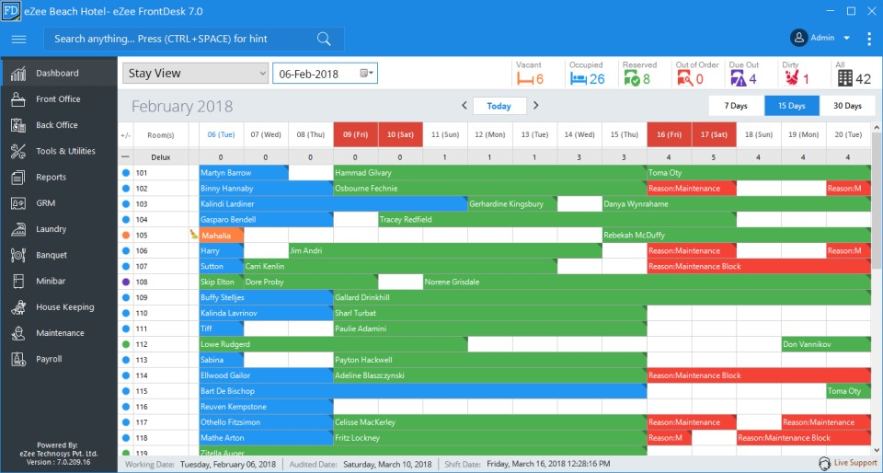 FD eZee Beach Hotel- eZee FrontDesk 7.0
Search anything... Press (CTRL+SPACE) for hint
Admin
Dashboard
Front Office
Back Office
Tools & Utilities
Reports
GRM
Laundry
Banquet
Minibar
House Keeping
Maintenance
Payroll
Powered By:
eZee Technosys Pvt. Ltd.
Version : 7.0.209.16
Stay View 06-Feb-2018
Vacant 6
Occupied 26
Reserved 8
Out of Order 0
Due Out 4
Dirty 1
All 42
February 2018 Today 7 Days 15 Days 30 Days
+/- Room(s) 06 (Tue) 07 (Wed) 08 (Thu) 09 (Fri) 10 (Sat) 11 (Sun) 12 (Mon) 13 (Tue) 14 (Wed) 15 (Thu) 16 (Fri) 17 (Sat) 18 (Sun) 19 (Mon) 20 (Tue)
— Delux 0 0 0 0 0 1 1 1 3 3 4 5 4 4 4
101 Martyn Barrow Hammad Gilvary Toma Oty
102 Binny Hannaby Osbourne Fechnie Reason:Maintenance Reason:M
103 Kalindi Lardiner Gerhardine Kingsbury Danya Wynrahame
104 Gasparo Bendell Tracey Redfield
105 Mahalia Rebekah McDuffy
106 Harry Jim Andri Reason:Maintenance Reason:M
107 Sutton Carri Kenlin Reason:Maintenance Block
108 Skip Elton Dore Proby Norene Grisdale
109 Buffy Stelljes Gallard Drinkhill
110 Kalinda Lavrinov Sharl Turbat
111 Tiff Paulie Adamini
112 Lowe Rudgerd Don Vannikov
113 Sabina Payton Hackwell
114 Ellwood Gailor Adeline Blaszczynski Reason:Maintenance Block
115 Bart De Bischop Toma Oty
116 Reuven Kempstone
117 Othello Fitzsimon Celisse MacKerley Reason:Maintenance Reason:Maintenance
118 Mathe Arton Fritz Lockney Reason:M Reason:Maintenance Block
119 Zitella Auger
Working Date: Tuesday, February 06, 2018 Audited Date: Saturday, March 10, 2018 Shift Date: Friday, March 16, 2018 12:28:16 PM Live Support